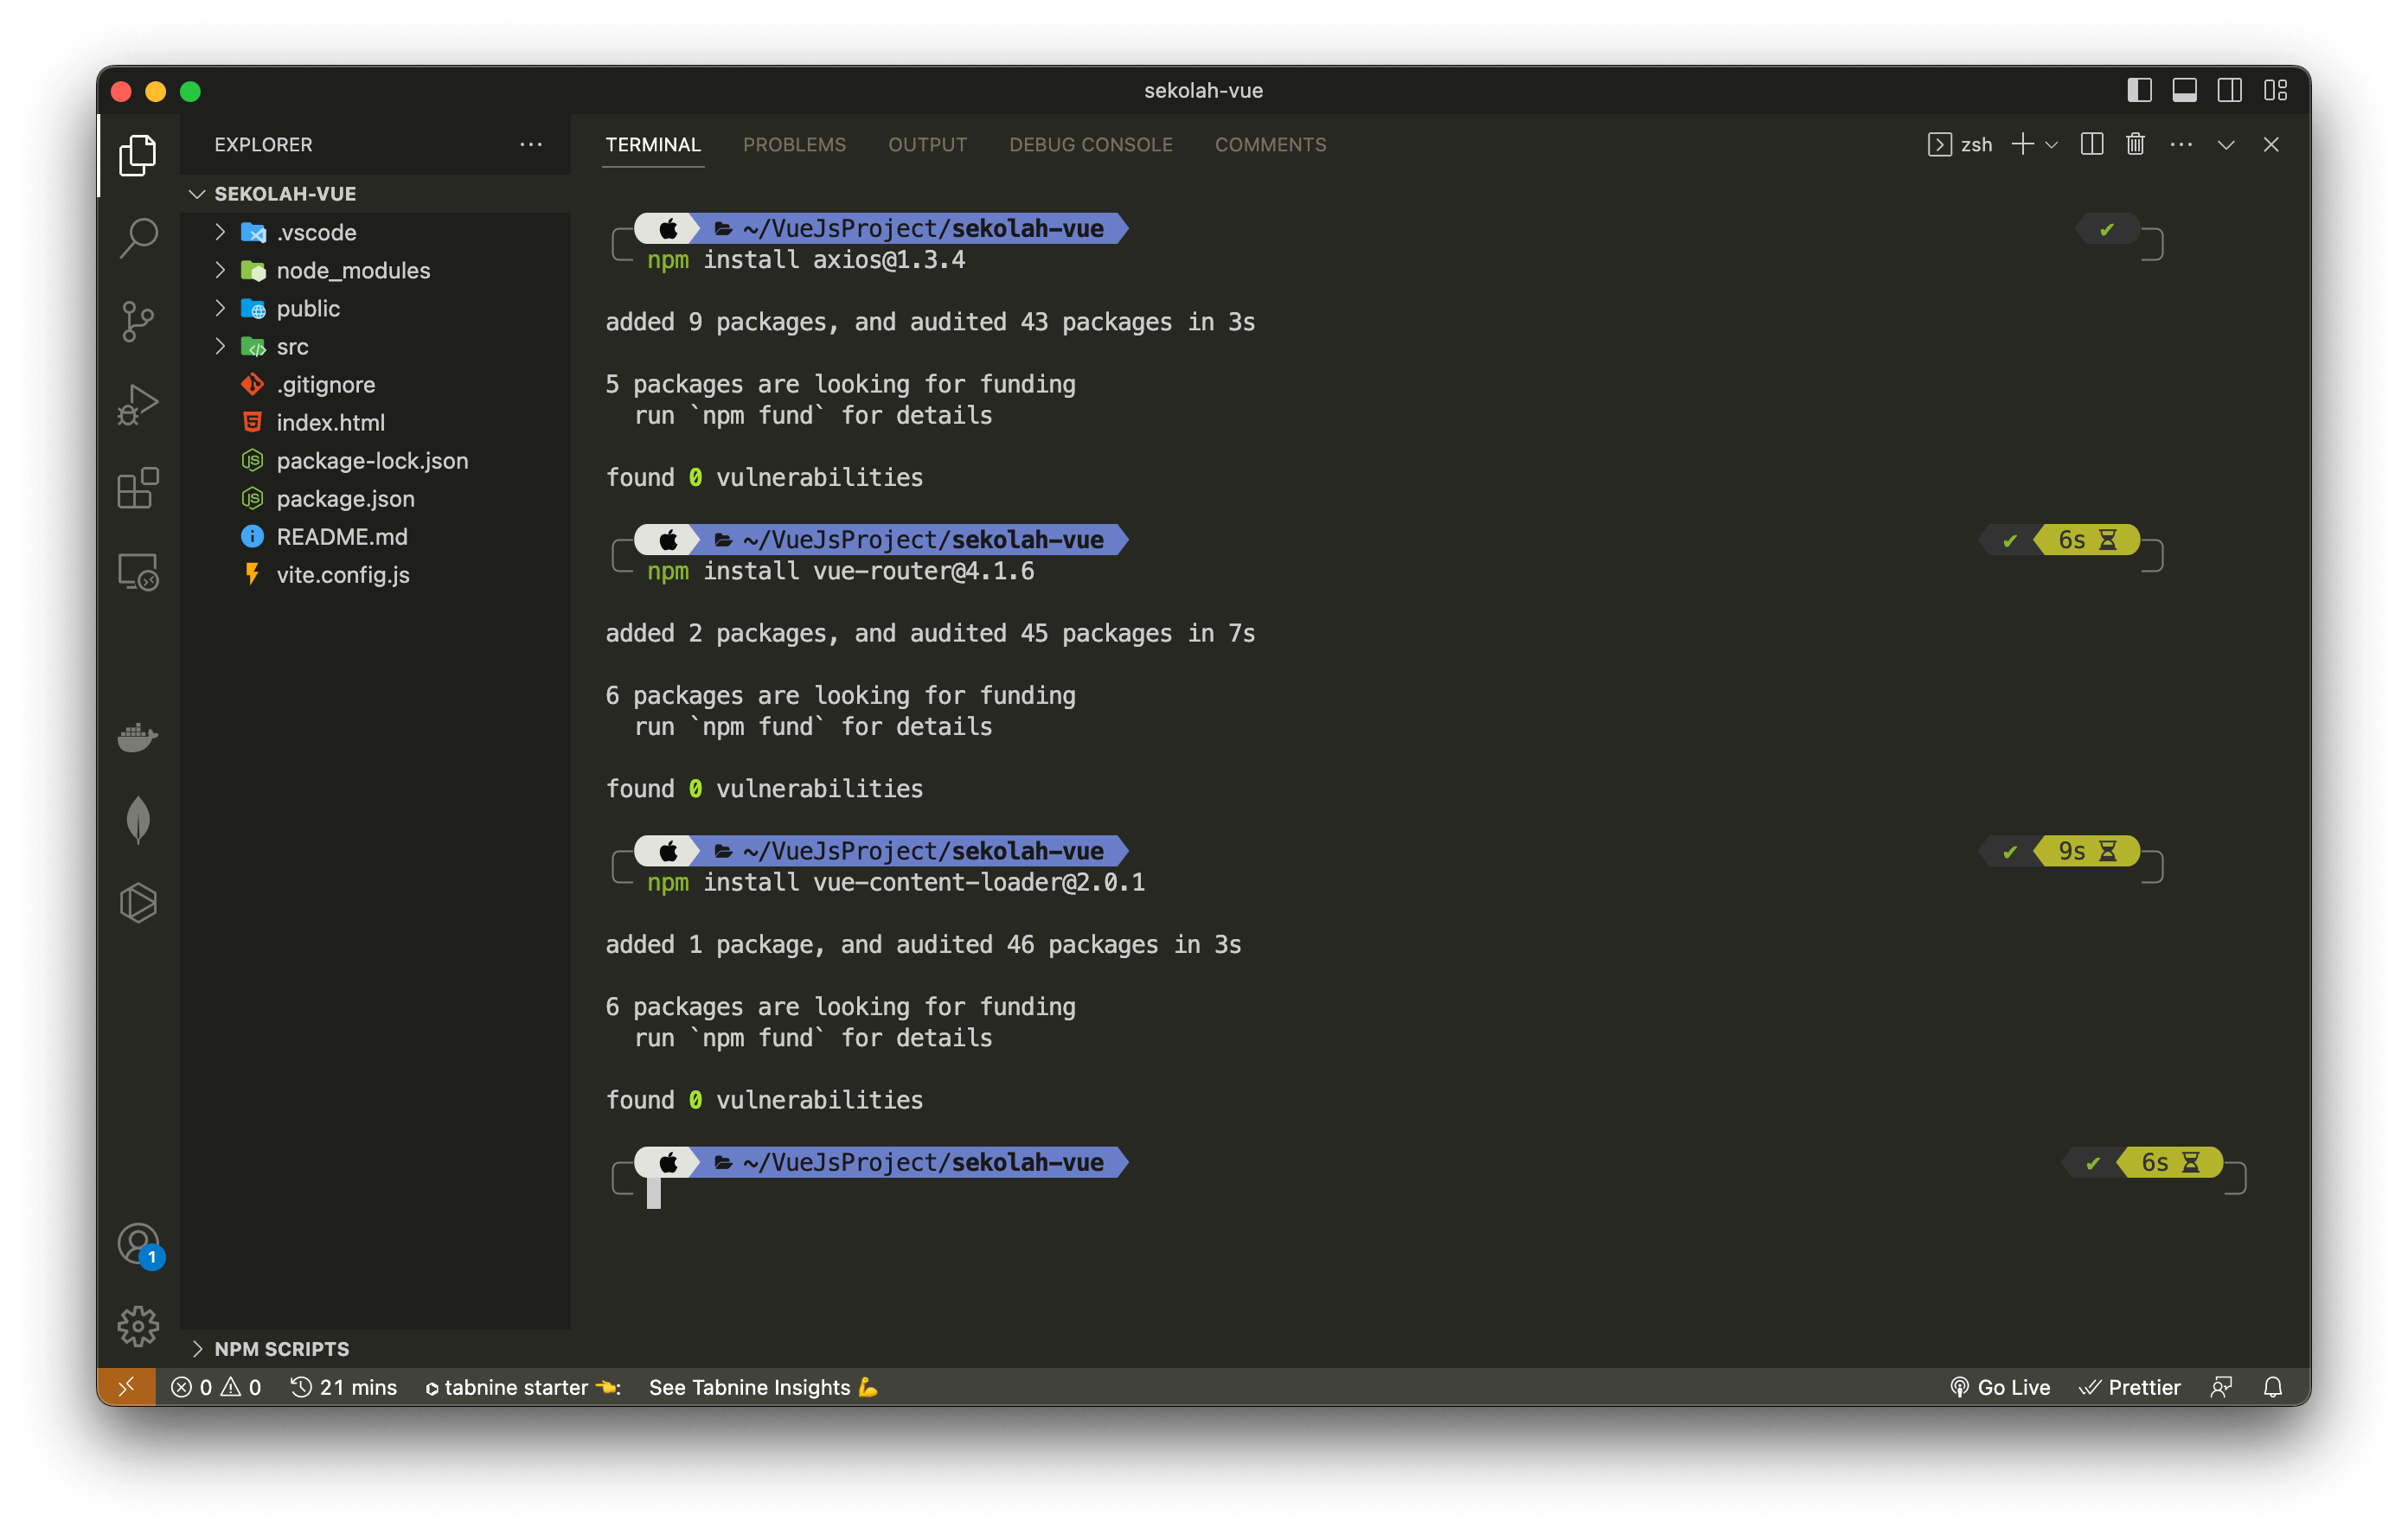 sekolah-vue
EXPLORER
SEKOLAH-VUE
.vscode
node_modules
public
src
.gitignore
index.html
package-lock.json
package.json
README.md
vite.config.js
NPM SCRIPTS
TERMINAL PROBLEMS OUTPUT DEBUG CONSOLE COMMENTS zsh
~/VueJsProject/sekolah-vue ✔
npm install axios@1.3.4
added 9 packages, and audited 43 packages in 3s
5 packages are looking for funding
run `npm fund` for details
found 0 vulnerabilities
~/VueJsProject/sekolah-vue ✔ 6s
npm install vue-router@4.1.6
added 2 packages, and audited 45 packages in 7s
6 packages are looking for funding
run `npm fund` for details
found 0 vulnerabilities
~/VueJsProject/sekolah-vue ✔ 9s
npm install vue-content-loader@2.0.1
added 1 package, and audited 46 packages in 3s
6 packages are looking for funding
run `npm fund` for details
found 0 vulnerabilities
~/VueJsProject/sekolah-vue ✔ 6s
1
0 0 21 mins tabnine starter 👈: See Tabnine Insights 💪 Go Live Prettier